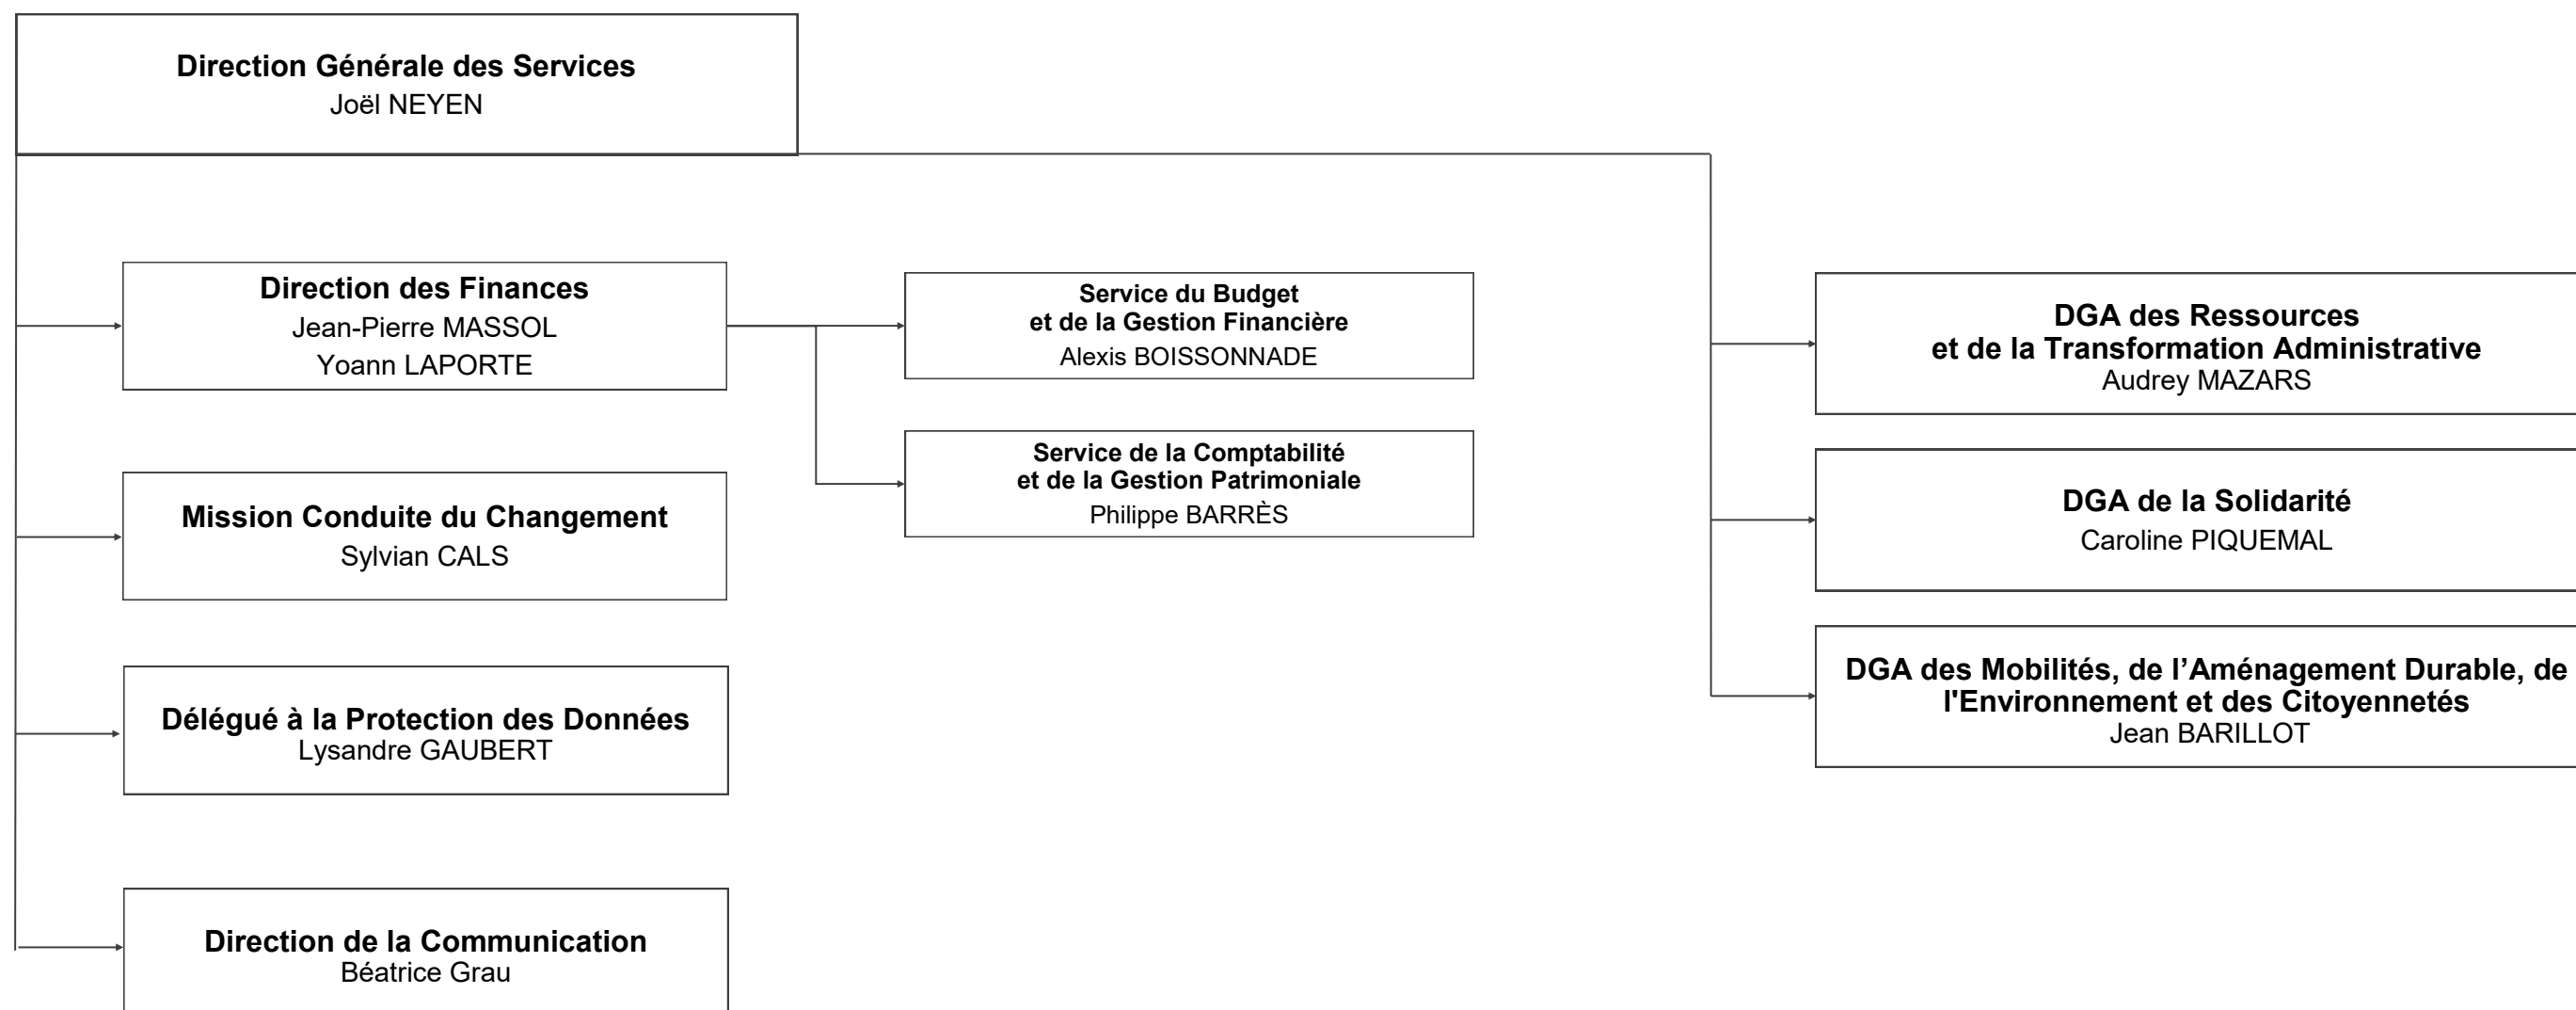 Direction Générale des Services
Joël NEYEN
Direction des Finances
Jean-Pierre MASSOL
Yoann LAPORTE
Service du Budget
et de la Gestion Financière
Alexis BOISSONNADE
Service de la Comptabilité
et de la Gestion Patrimoniale
Philippe BARRÈS
Mission Conduite du Changement
Sylvian CALS
Délégué à la Protection des Données
Lysandre GAUBERT
Direction de la Communication
Béatrice Grau
DGA des Ressources
et de la Transformation Administrative
Audrey MAZARS
DGA de la Solidarité
Caroline PIQUEMAL
DGA des Mobilités, de l’Aménagement Durable, de
l'Environnement et des Citoyennetés
Jean BARILLOT